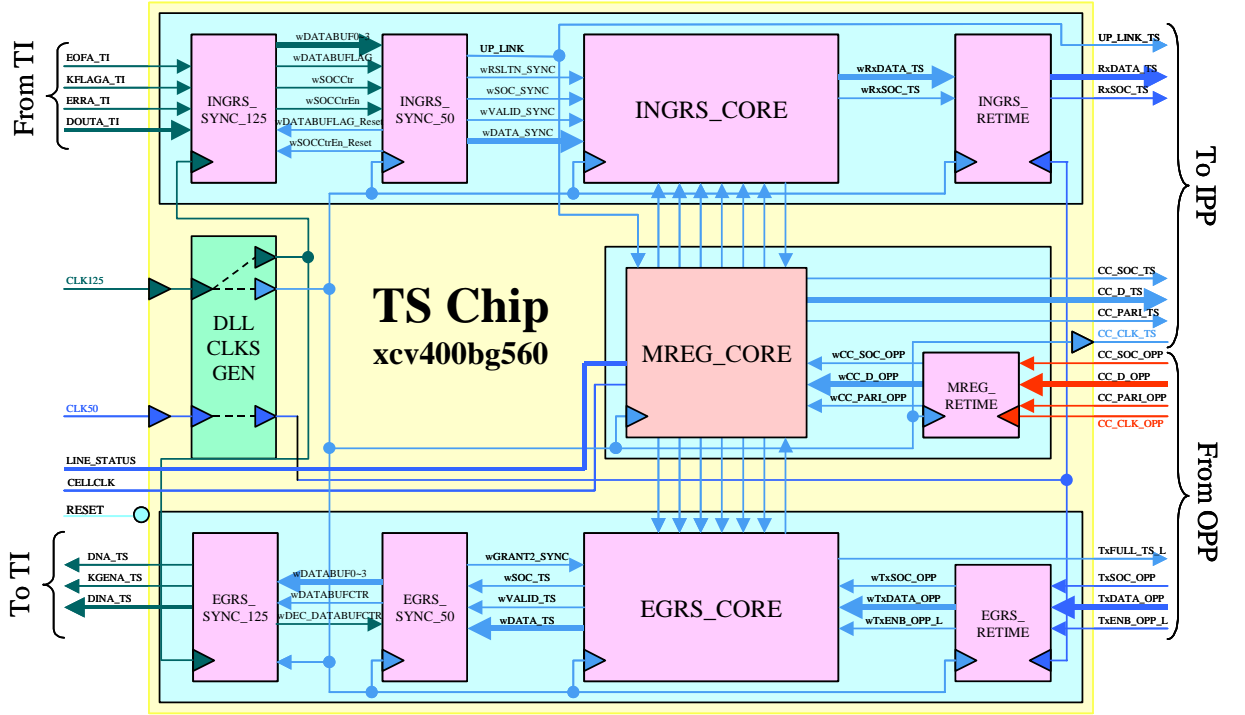 From TI
EOFA_TI
KFLAGA_TI
ERRA_TI
DOUTA_TI
INGRS_
SYNC_125
wDATABUF0~3
wDATABUFLAG
wSOCCtr
wSOCCtrEn
wDATABUFLAG_Reset
wSOCCtrEn_Reset
INGRS_
SYNC_50
UP_LINK
wRSLTN_SYNC
wSOC_SYNC
wVALID_SYNC
wDATA_SYNC
INGRS_CORE
wRxDATA_TS
wRxSOC_TS
INGRS_
RETIME
UP_LINK_TS
RxDATA_TS
RxSOC_TS
To IPP
CLK125
CLK50
DLL
CLKS
GEN
TS Chip
xcv400bg560
MREG_CORE
CC_SOC_TS
CC_D_TS
CC_PARI_TS
CC_CLK_TS
wCC_SOC_OPP
wCC_D_OPP
wCC_PARI_OPP
MREG_
RETIME
CC_SOC_OPP
CC_D_OPP
CC_PARI_OPP
CC_CLK_OPP
From OPP
LINE_STATUS
CELLCLK
RESET
To TI
DNA_TS
KGENA_TS
DINA_TS
EGRS_
SYNC_125
wDATABUF0~3
wDATABUFCTR
wDEC_DATABUFCTR
EGRS_
SYNC_50
wGRANT2_SYNC
wSOC_TS
wVALID_TS
wDATA_TS
EGRS_CORE
wTxSOC_OPP
wTxDATA_OPP
wTxENB_OPP_L
EGRS_
RETIME
TxFULL_TS_L
TxSOC_OPP
TxDATA_OPP
TxENB_OPP_L